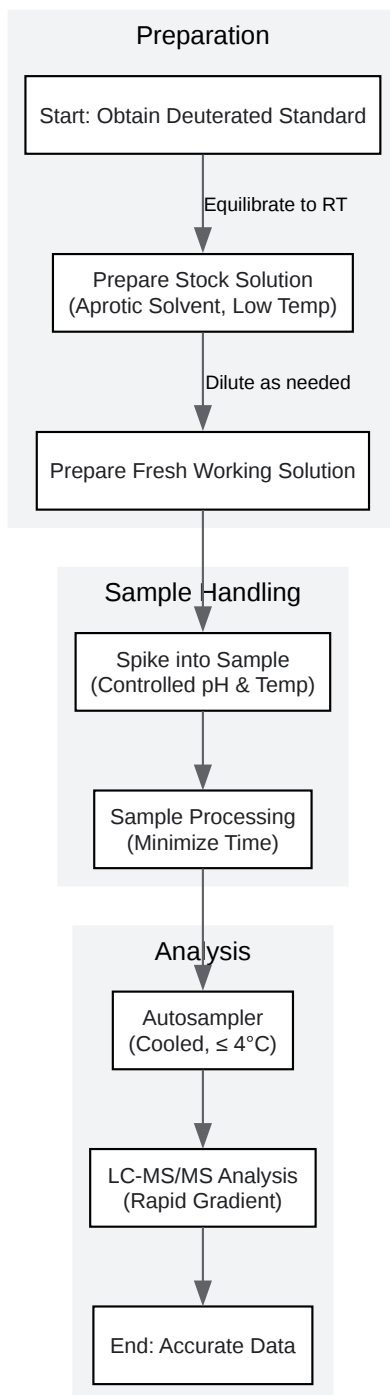 Preparation
Start: Obtain Deuterated Standard
Equilibrate to RT
Prepare Stock Solution
(Aprotic Solvent, Low Temp)
Dilute as needed
Prepare Fresh Working Solution
Sample Handling
Spike into Sample
(Controlled pH & Temp)
Sample Processing
(Minimize Time)
Analysis
Autosampler
(Cooled, ≤ 4°C)
LC-MS/MS Analysis
(Rapid Gradient)
End: Accurate Data